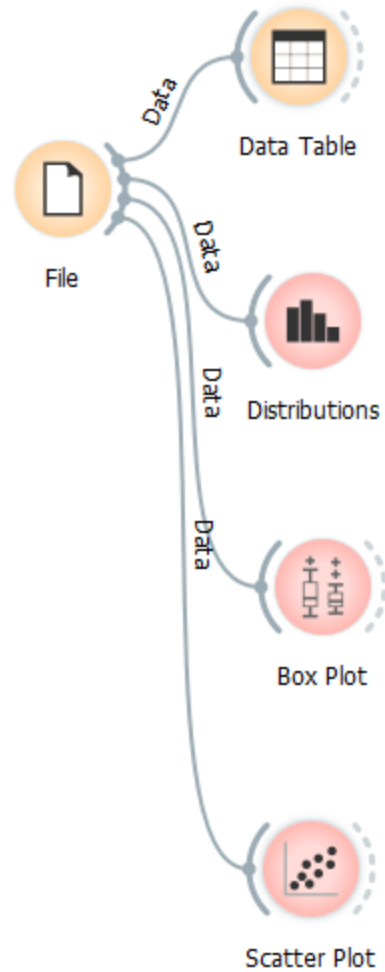 Data
Data Table
File
Data
Distributions
Data
Data
Box Plot
Scatter Plot